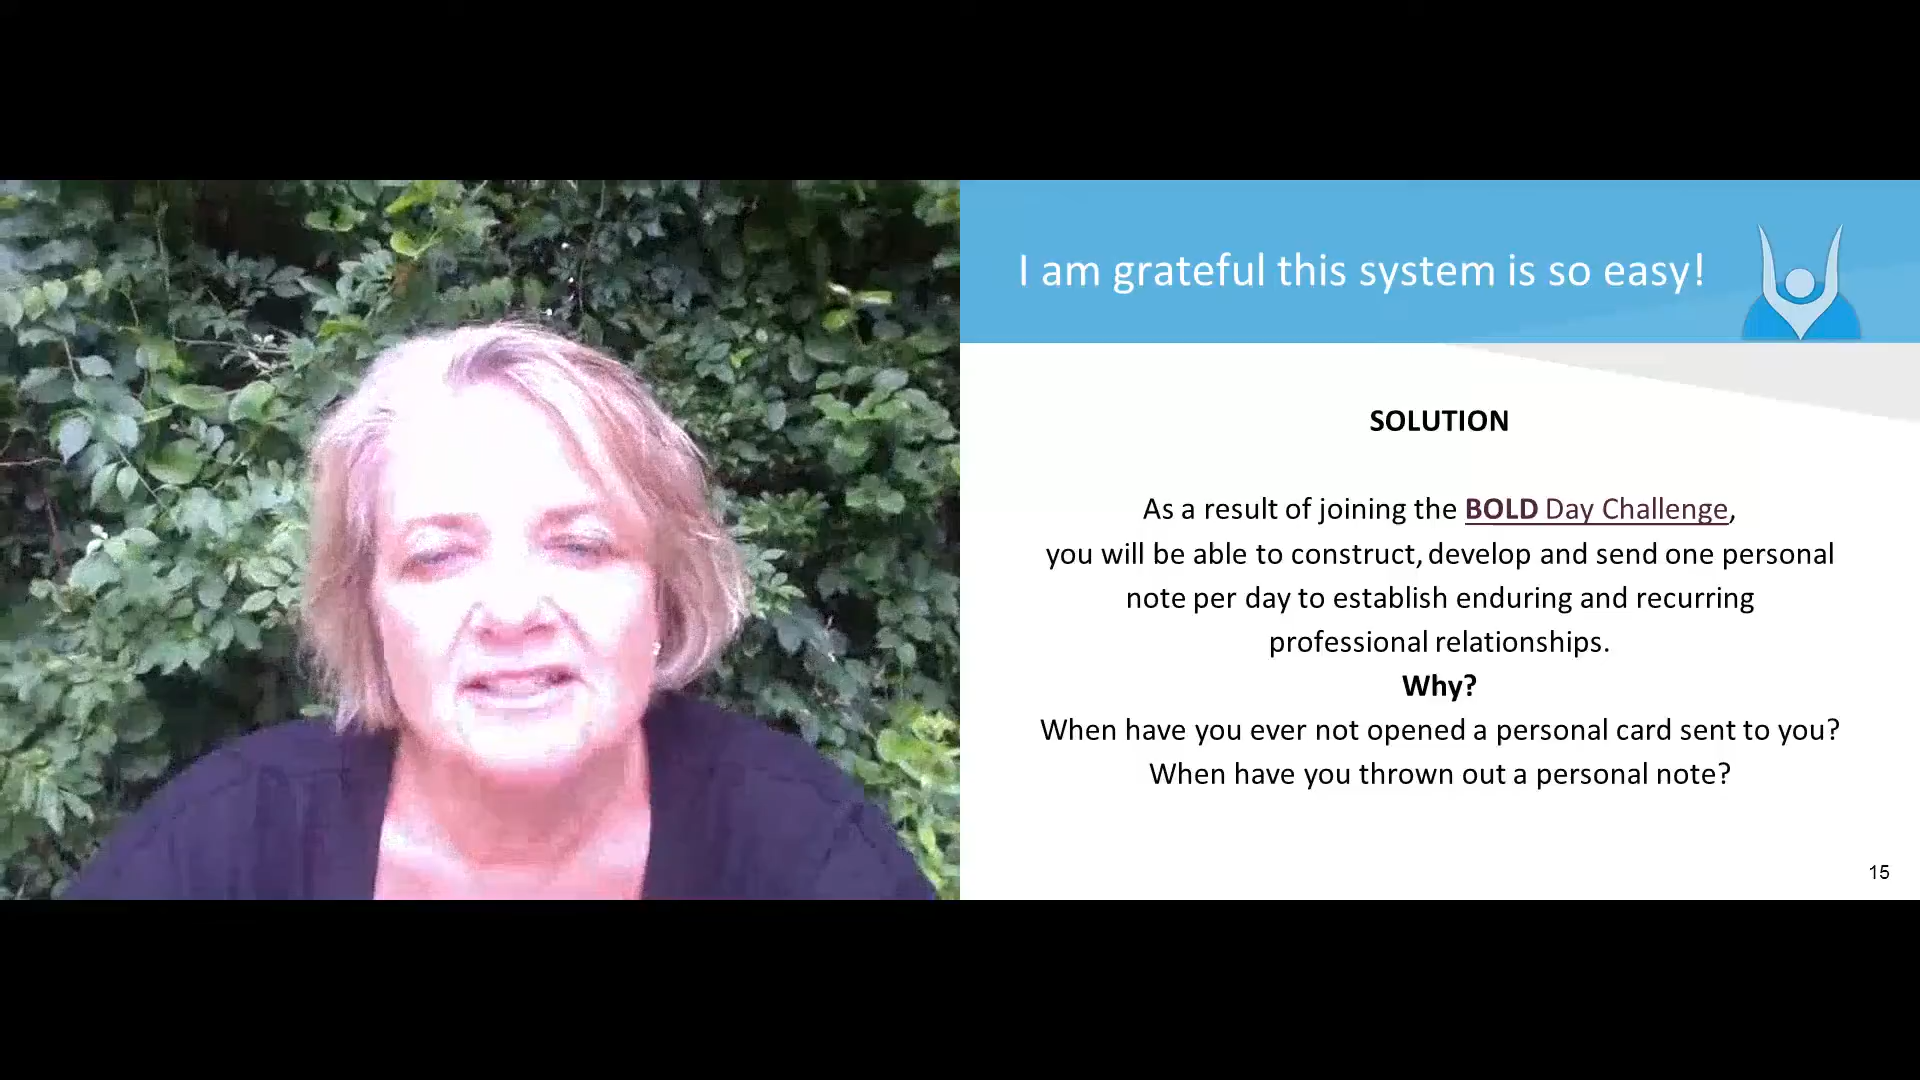 I am grateful this system is so easy!
SOLUTION
As a result of joining the BOLD Day Challenge,
you will be able to construct, develop and send one personal
note per day to establish enduring and recurring
professional relationships.
Why?
When have you ever not opened a personal card sent to you?
When have you thrown out a personal note?
15